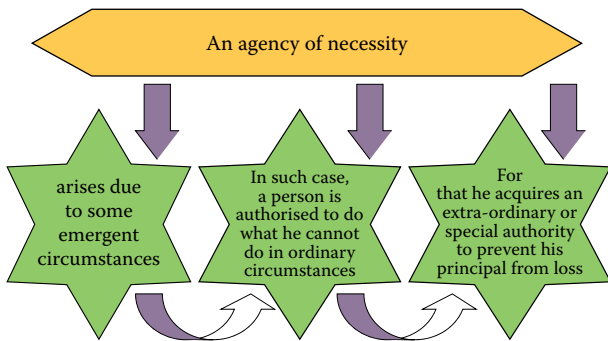 An agency of necessity
arises due
to some
emergent
circumstances
In such case,
a person is
authorised to do
what he cannot
do in ordinary
circumstances
For
that he acquires an
extra-ordinary or
special authority
to prevent his
principal from loss